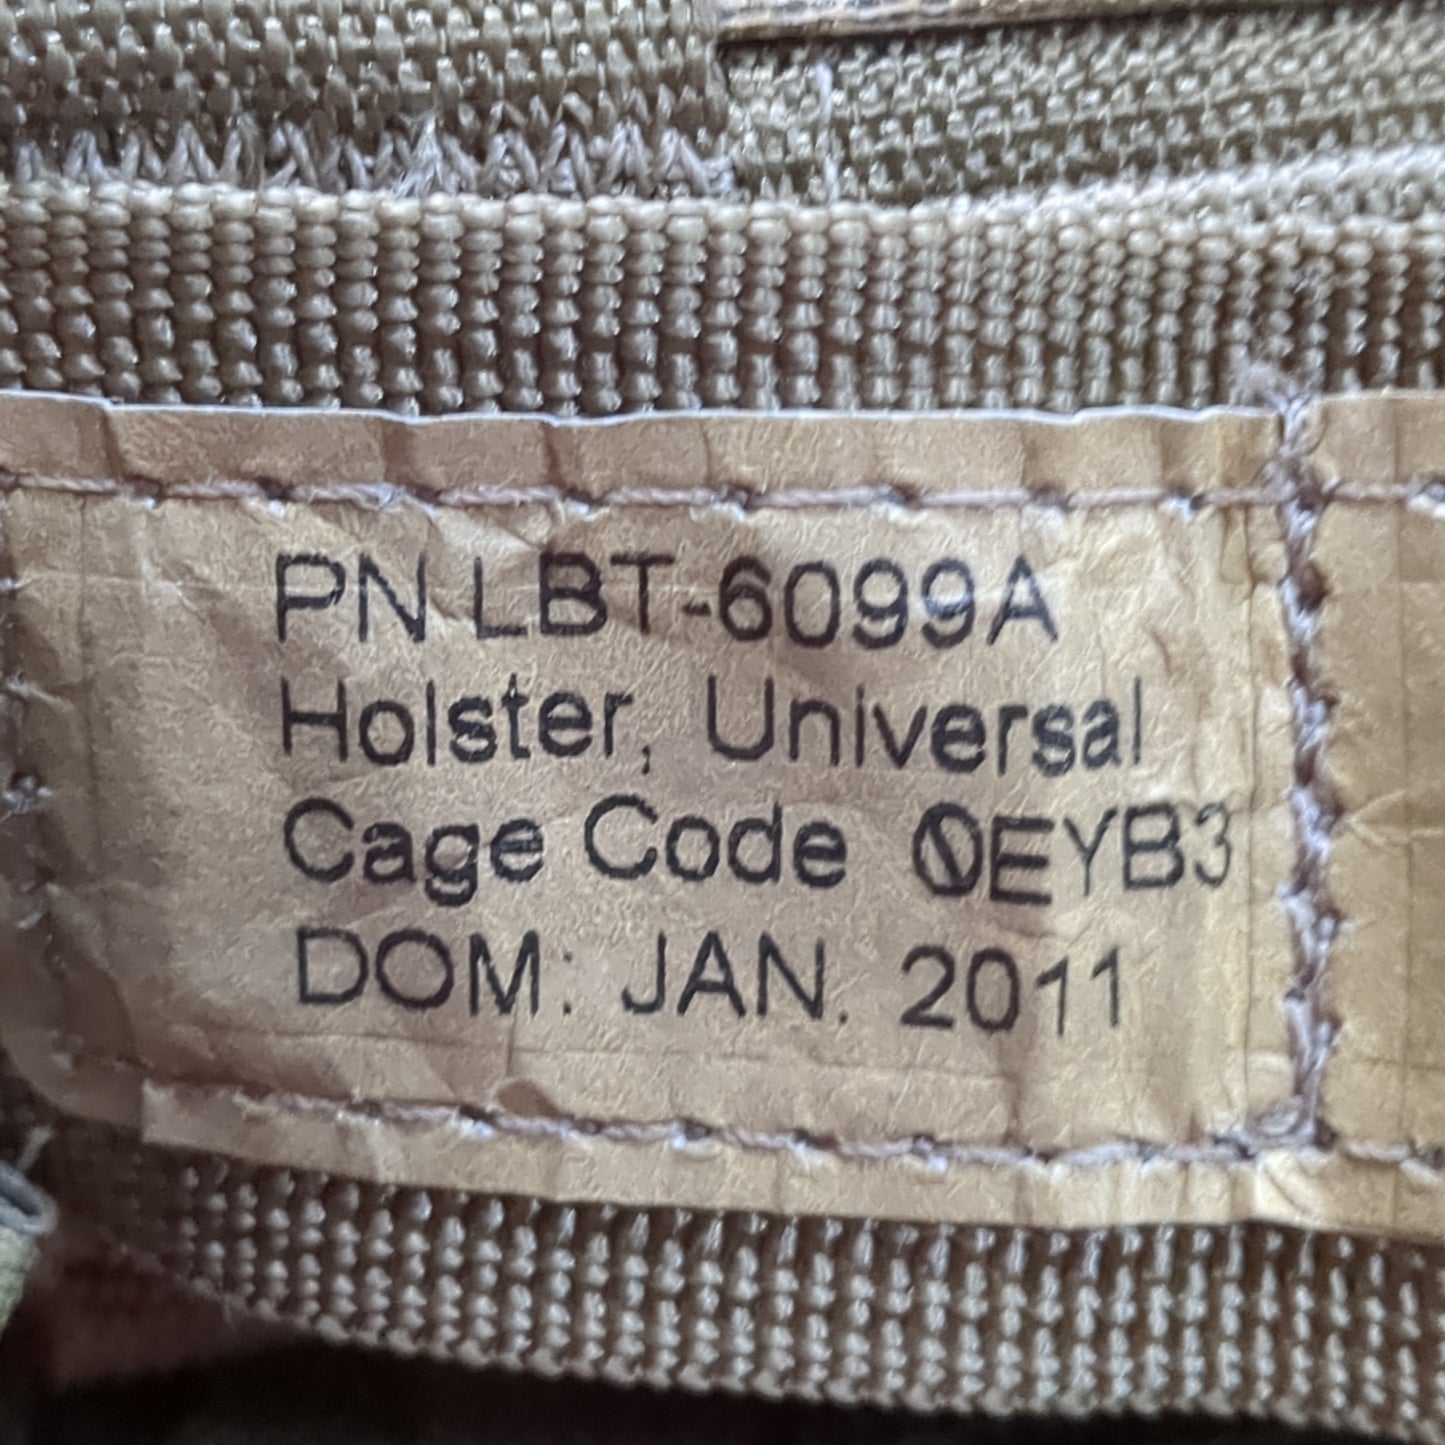 PN LBT-6099A
Holster, Universal
Cage Code 0EYB3
DOM: JAN. 2011